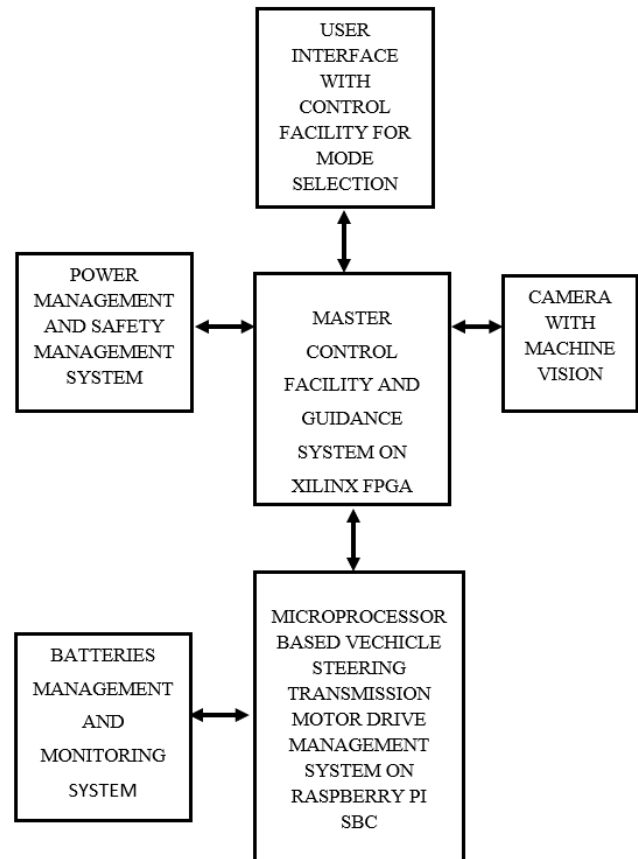 USER
INTERFACE
WITH
CONTROL
FACILITY FOR
MODE
SELECTION
POWER
MANAGEMENT
AND SAFETY
MANAGEMENT
SYSTEM
MASTER
CONTROL
FACILITY AND
GUIDANCE
SYSTEM ON
XILINX FPGA
CAMERA
WITH
MACHINE
VISION
BATTERIES
MANAGEMENT
AND
MONITORING
SYSTEM
MICROPROCESSOR
BASED VECHICLE
STEERING
TRANSMISSION
MOTOR DRIVE
MANAGEMENT
SYSTEM ON
RASPBERRY PI
SBC